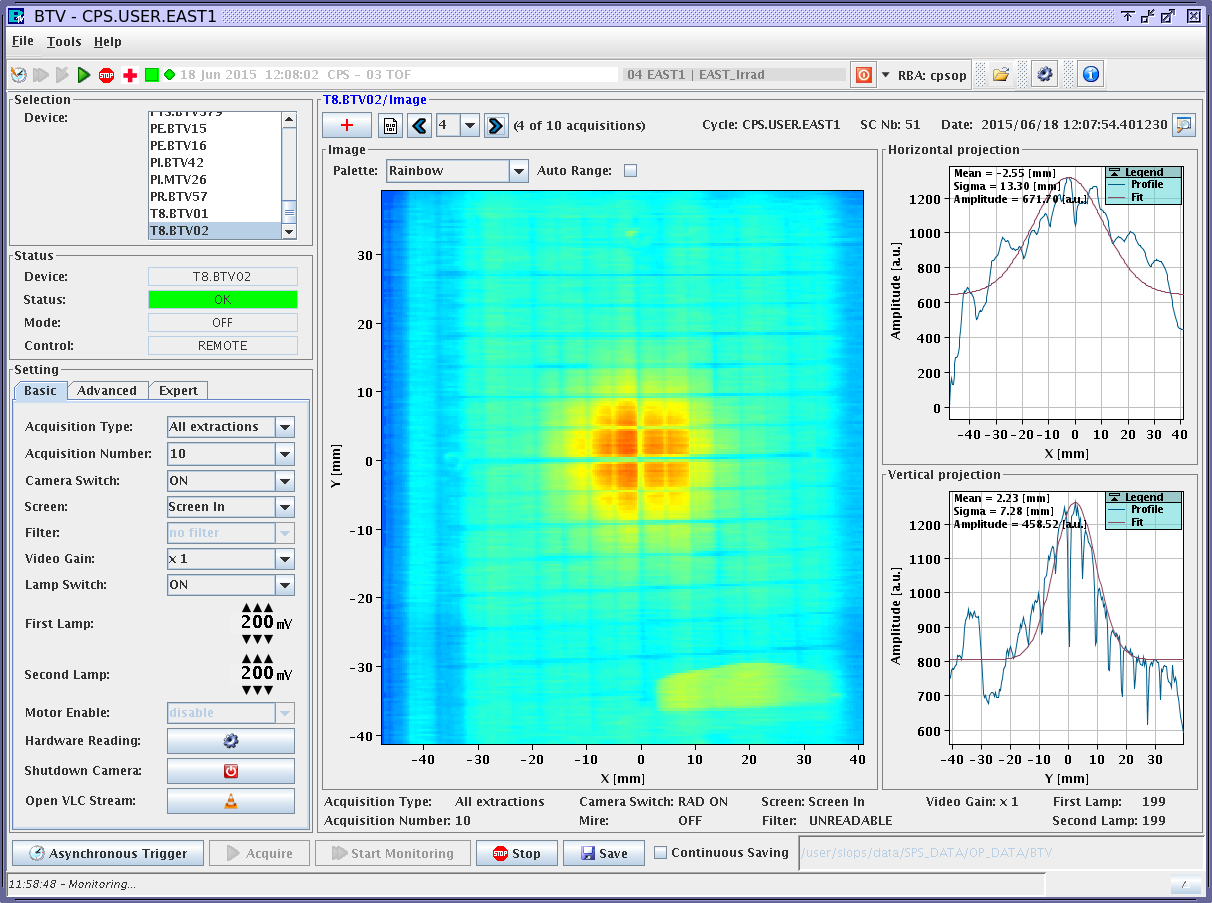 BTV - CPS.USER.EAST1
File Tools Help
STOP 18 Jun 2015 12:08:02 CPS - 03 TOF 04 EAST1 | EAST_Irrad RBA: cpsop
Selection
Device:
PE.BTV15
PE.BTV16
PI.BTV42
PI.MTV26
PR.BTV57
T8.BTV01
T8.BTV02
Status
Device: T8.BTV02
Status: OK
Mode: OFF
Control: REMOTE
Setting
Basic Advanced Expert
Acquisition Type: All extractions
Acquisition Number: 10
Camera Switch: ON
Screen: Screen In
Filter: no filter
Video Gain: x 1
Lamp Switch: ON
First Lamp: 200 mV
Second Lamp: 200 mV
Motor Enable: disable
Hardware Reading:
Shutdown Camera:
Open VLC Stream:
T8.BTV02/Image
4 (4 of 10 acquisitions) Cycle: CPS.USER.EAST1 SC Nb: 51 Date: 2015/06/18 12:07:54.401230
Image
Palette: Rainbow Auto Range:
30
20
10
0
-10
-20
-30
-40
Y [mm]
-40 -30 -20 -10 0 10 20 30 40
X [mm]
Horizontal projection
Mean = -2.55 [mm]
Sigma = 13.30 [mm]
Amplitude = 671.70 [a.u.]
Legend
Profile
Fit
1200
1000
800
600
400
200
0
Amplitude [a.u.]
-40 -30 -20 -10 0 10 20 30 40
X [mm]
Vertical projection
Mean = 2.23 [mm]
Sigma = 7.28 [mm]
Amplitude = 458.52 [a.u.]
Legend
Profile
Fit
1200
1100
1000
900
800
700
600
Amplitude [a.u.]
-40 -30 -20 -10 0 10 20 30
Y [mm]
Acquisition Type: All extractions Camera Switch: RAD ON Screen: Screen In Video Gain: x 1 First Lamp: 199
Acquisition Number: 10 Mire: OFF Filter: UNREADABLE Second Lamp: 199
Asynchronous Trigger Acquire Start Monitoring STOP Stop Save Continuous Saving /user/slops/data/SPS_DATA/OP_DATA/BTV
11:58:48 - Monitoring...